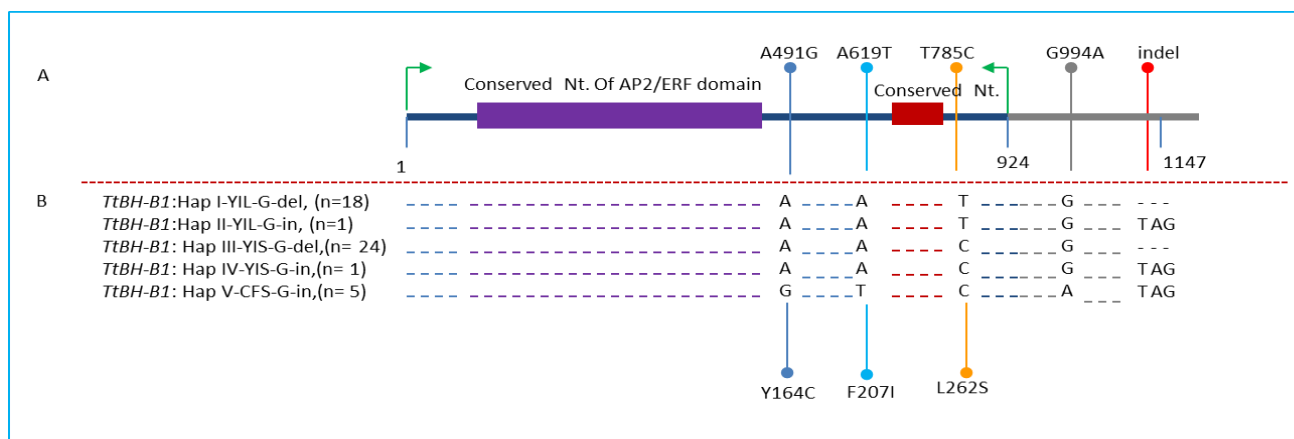 A491G A619T T785C G994A indel
A
Conserved Nt. Of AP2/ERF domain Conserved Nt.
1 924 1147
B
TtBH-B1:Hap I-YIL-G-del, (n=18) A A T G - - -
TtBH-B1:Hap II-YIL-G-in, (n=1) A A T G TAG
TtBH-B1: Hap III-YIS-G-del,(n= 24) A A C G - - -
TtBH-B1: Hap IV-YIS-G-in,(n= 1) A A C G TAG
TtBH-B1: Hap V-CFS-G-in,(n= 5) G T C A TAG
Y164C F207I L262S